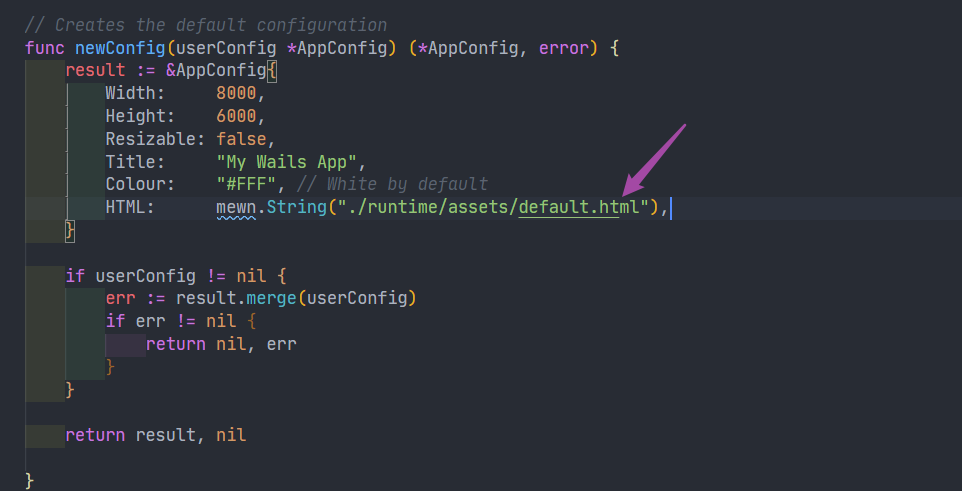 // Creates the default configuration
func newConfig(userConfig *AppConfig) (*AppConfig, error) {
    result := &AppConfig{
        Width:     8000,
        Height:    6000,
        Resizable: false,
        Title:     "My Wails App",
        Colour:    "#FFF", // White by default
        HTML:      mewn.String("./runtime/assets/default.html"),
    }

    if userConfig != nil {
        err := result.merge(userConfig)
        if err != nil {
            return nil, err
        }
    }

    return result, nil

}